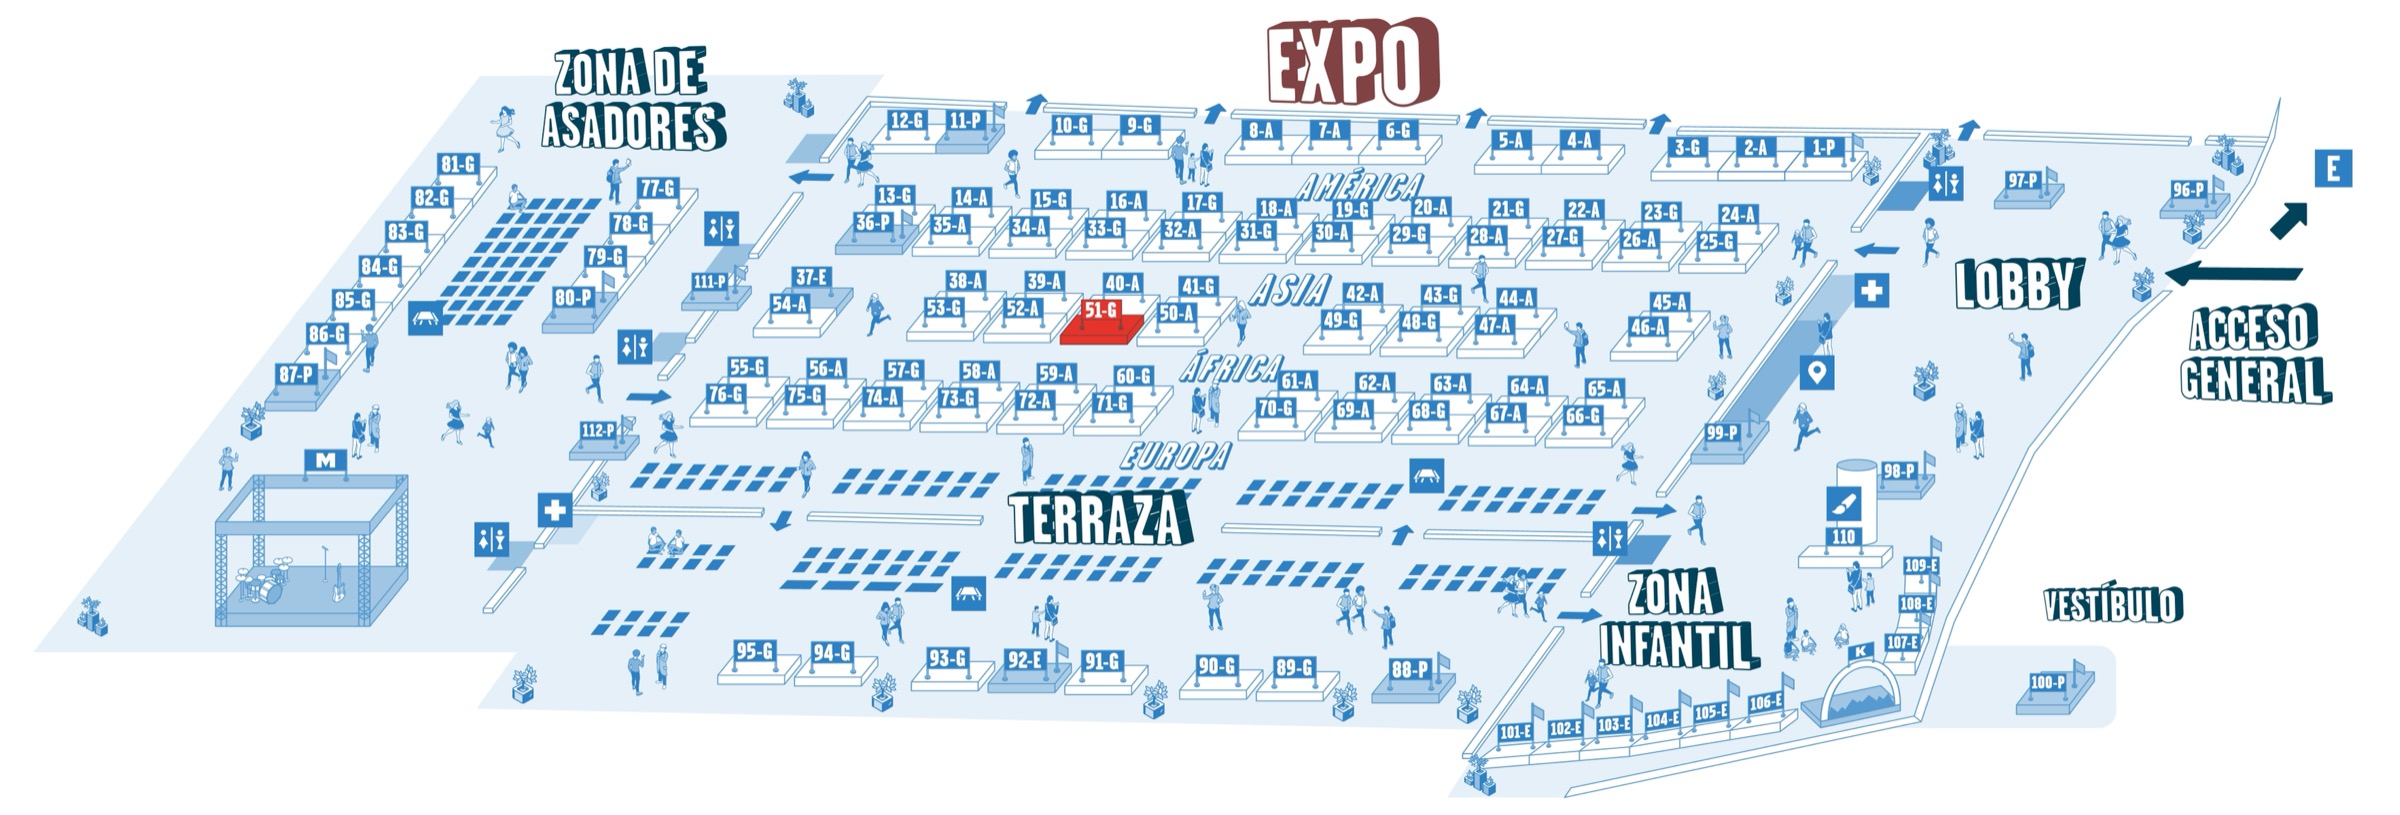 EXPO
ZONA DE
ASADORES
12-G 11-P 10-G 9-G 8-A 7-A 6-G 5-A 4-A 3-G 2-A 1-P
AMÉRICA
13-G 14-A 15-G 16-A 17-G 18-A 19-G 20-A 21-G 22-A 23-G 24-A
36-P 35-A 34-A 33-G 32-A 31-G 30-A 29-G 28-A 27-G 26-A 25-G
ASIA
37-E 38-A 39-A 40-A 41-G 42-A 43-G 44-A 45-A
54-A 53-G 52-A 51-G 50-A 49-G 48-G 47-A 46-A
ÁFRICA
55-G 56-A 57-G 58-A 59-A 60-G 61-A 62-A 63-A 64-A 65-A
76-G 75-G 74-A 73-G 72-A 71-G 70-G 69-A 68-G 67-A 66-G
EUROPA
81-G
82-G
83-G
84-G
85-G
86-G
87-P
77-G
78-G
79-G
80-P
111-P
112-P
M
TERRAZA
95-G 94-G 93-G 92-E 91-G 90-G 89-G 88-P
97-P 96-P
E
LOBBY
ACCESO
GENERAL
99-P
98-P
110
ZONA
INFANTIL
109-E
108-E
107-E
K
101-E 102-E 103-E 104-E 105-E 106-E
VESTÍBULO
100-P